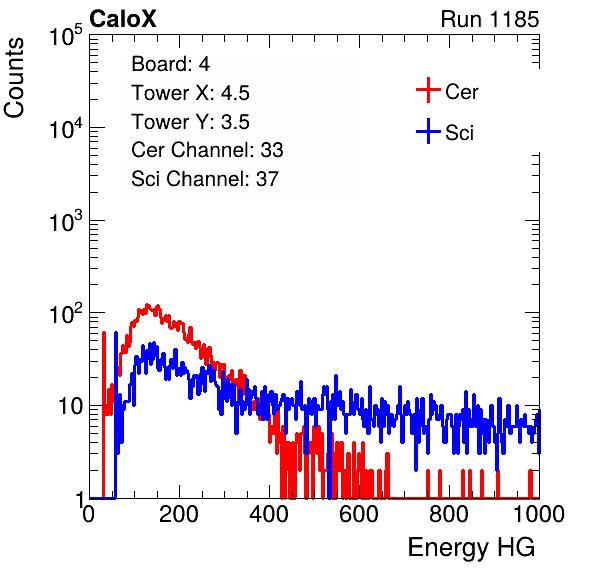 CaloX Run 1185
Counts
Board: 4
Tower X: 4.5
Tower Y: 3.5
Cer Channel: 33
Sci Channel: 37
Cer
Sci
10^5
10^4
10^3
10^2
10
1
0 200 400 600 800 1000
Energy HG